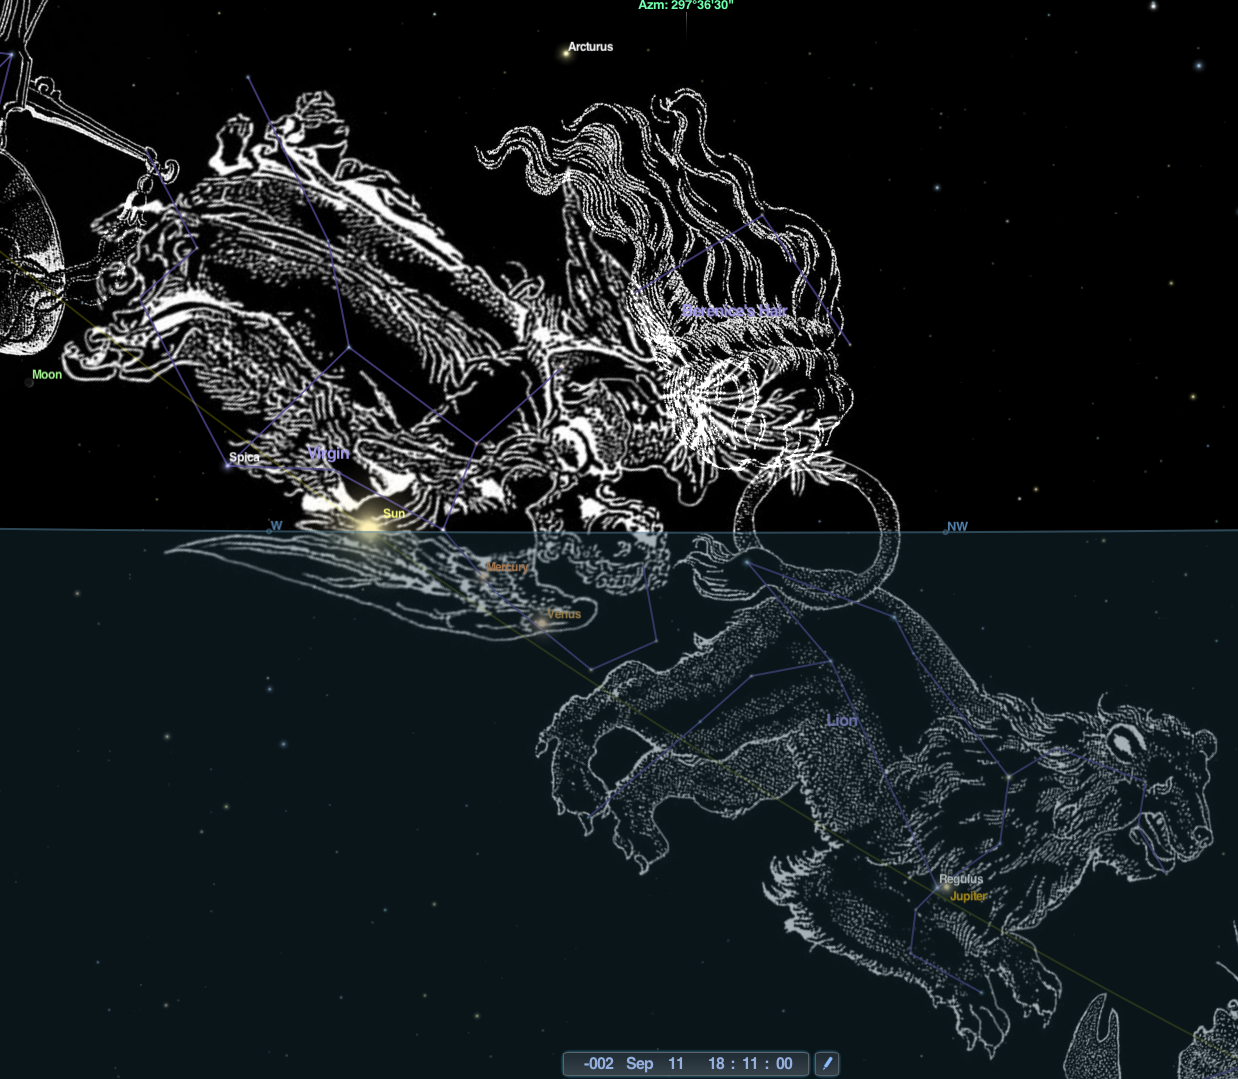 Azm: 297°36'30"
Arcturus
Berenice's Hair
Moon
Spica
Virgin
Sun
W
NW
Mercury
Venus
Lion
Regulus
Jupiter
-002 Sep 11 18 : 11 : 00